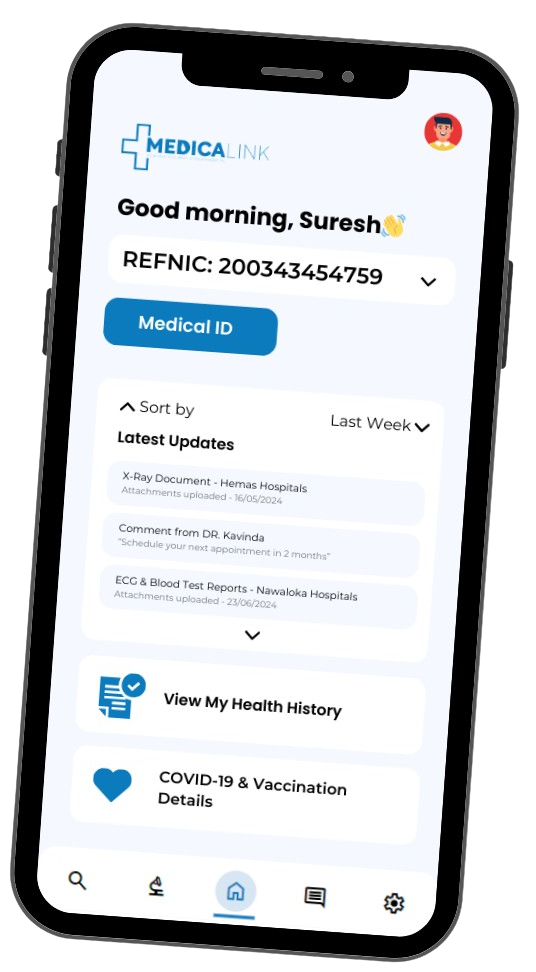 MEDICALINK
Good morning, Suresh👋
REFNIC: 200343454759
Medical ID
Sort by
Last Week
Latest Updates
X-Ray Document - Hemas Hospitals
Attachments uploaded - 16/05/2024
Comment from DR. Kavinda
"Schedule your next appointment in 2 months"
ECG & Blood Test Reports - Nawaloka Hospitals
Attachments uploaded - 23/06/2024
View My Health History
COVID-19 & Vaccination
Details